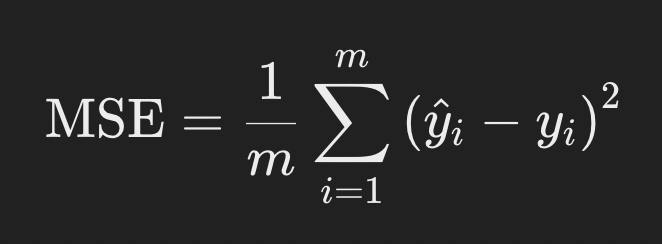 MSE = \frac{1}{m} \sum_{i=1}^{m} (\hat{y}_i - y_i)^2